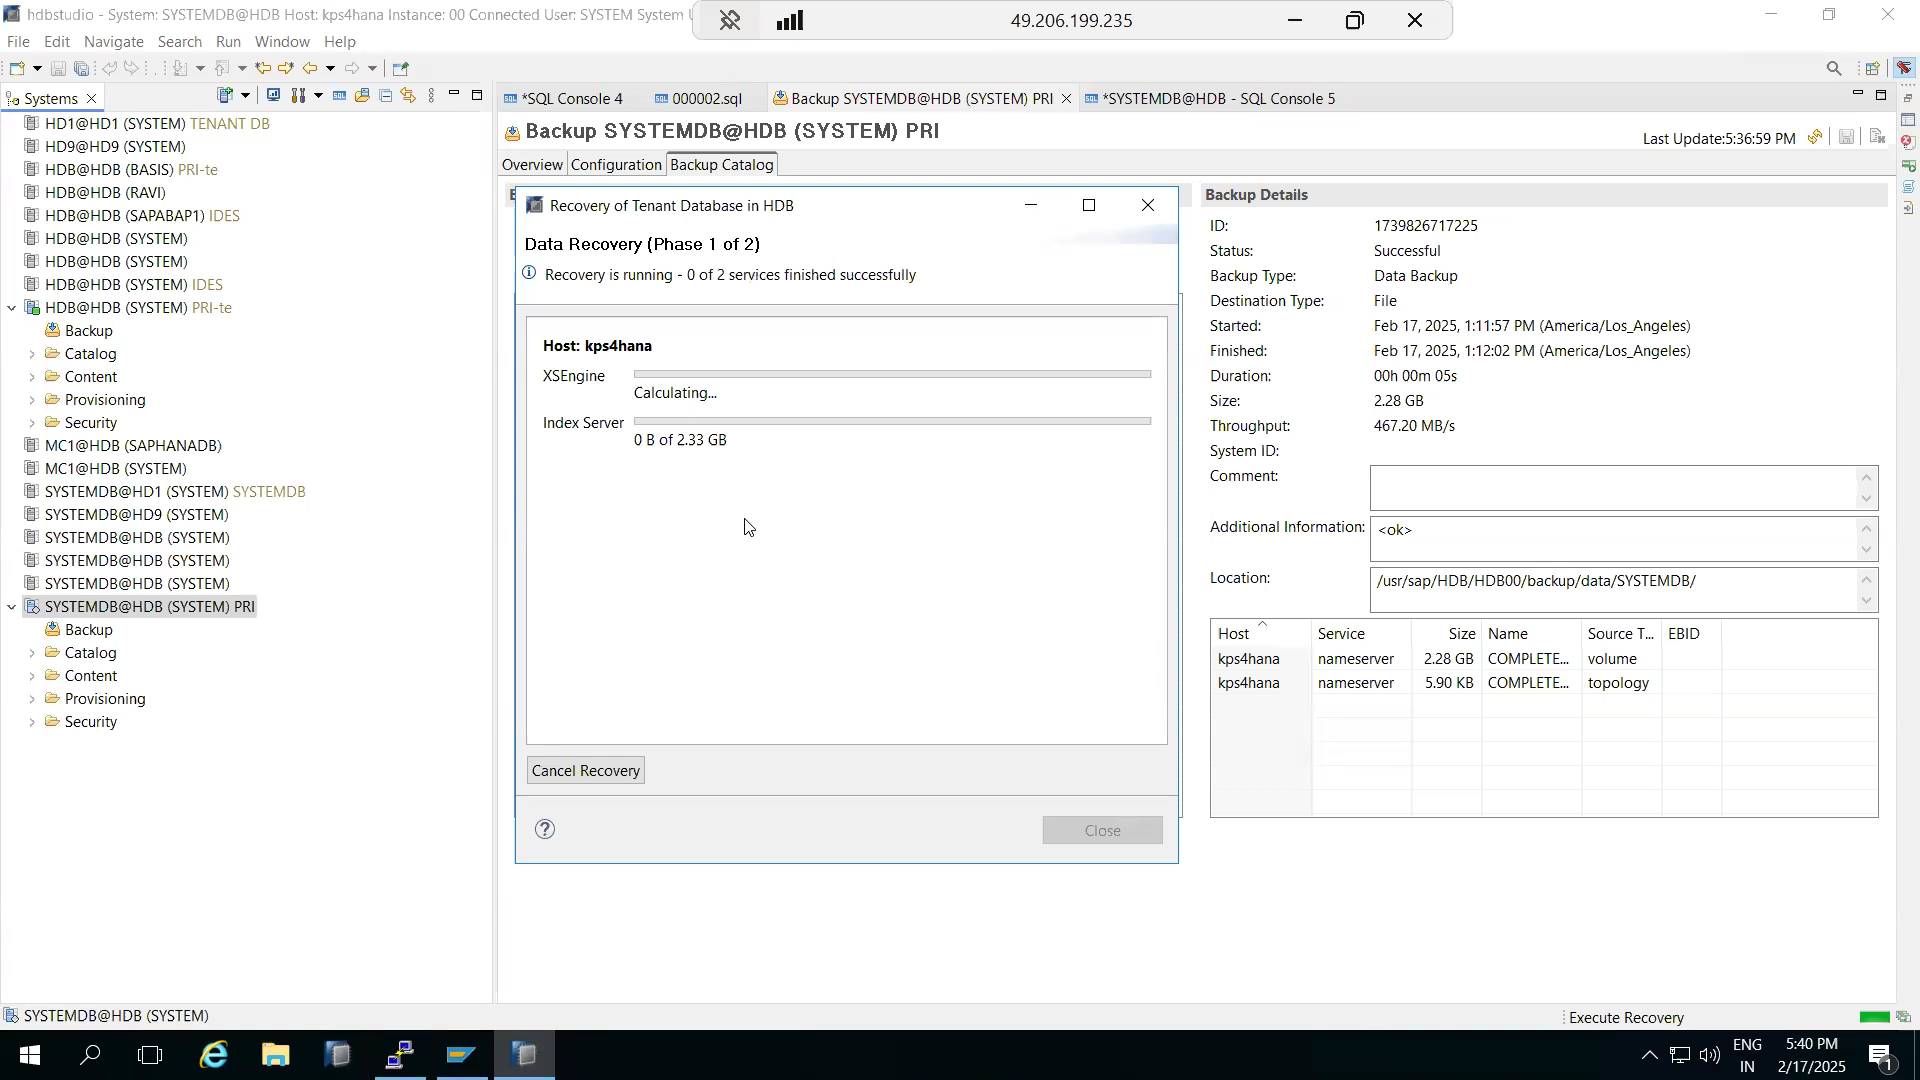 hdbstudio - System: SYSTEMDB@HDB Host: kps4hana Instance: 00 Connected User: SYSTEM System
49.206.199.235
File Edit Navigate Search Run Window Help
Systems
*SQL Console 4
000002.sql
Backup SYSTEMDB@HDB (SYSTEM) PRI
*SYSTEMDB@HDB - SQL Console 5
HD1@HD1 (SYSTEM) TENANT DB
HD9@HD9 (SYSTEM)
HDB@HDB (BASIS) PRI-te
HDB@HDB (RAVI)
HDB@HDB (SAPABAP1) IDES
HDB@HDB (SYSTEM)
HDB@HDB (SYSTEM)
HDB@HDB (SYSTEM) IDES
HDB@HDB (SYSTEM) PRI-te
Backup
Catalog
Content
Provisioning
Security
MC1@HDB (SAPHANADB)
MC1@HDB (SYSTEM)
SYSTEMDB@HD1 (SYSTEM) SYSTEMDB
SYSTEMDB@HD9 (SYSTEM)
SYSTEMDB@HDB (SYSTEM)
SYSTEMDB@HDB (SYSTEM)
SYSTEMDB@HDB (SYSTEM)
SYSTEMDB@HDB (SYSTEM) PRI
Backup
Catalog
Content
Provisioning
Security
Backup SYSTEMDB@HDB (SYSTEM) PRI
Last Update:5:36:59 PM
Overview Configuration Backup Catalog
Recovery of Tenant Database in HDB
Data Recovery (Phase 1 of 2)
Recovery is running - 0 of 2 services finished successfully
Host: kps4hana
XSEngine
Calculating...
Index Server
0 B of 2.33 GB
Cancel Recovery
Close
Backup Details
ID: 1739826717225
Status: Successful
Backup Type: Data Backup
Destination Type: File
Started: Feb 17, 2025, 1:11:57 PM (America/Los_Angeles)
Finished: Feb 17, 2025, 1:12:02 PM (America/Los_Angeles)
Duration: 00h 00m 05s
Size: 2.28 GB
Throughput: 467.20 MB/s
System ID:
Comment:
Additional Information: <ok>
Location: /usr/sap/HDB/HDB00/backup/data/SYSTEMDB/
Host Service Size Name Source T... EBID
kps4hana nameserver 2.28 GB COMPLETE... volume
kps4hana nameserver 5.90 KB COMPLETE... topology
SYSTEMDB@HDB (SYSTEM)
Execute Recovery
ENG
IN
5:40 PM
2/17/2025
1